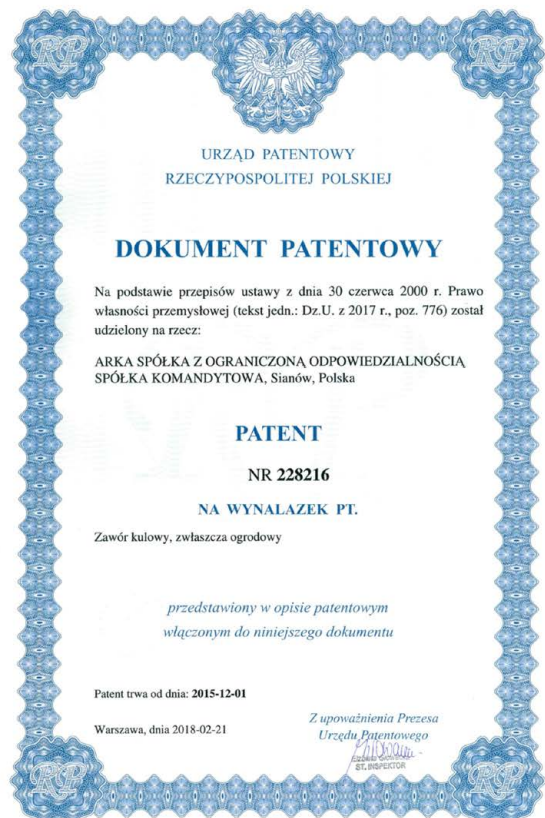 URZĄD PATENTOWY
RZECZYPOSPOLITEJ POLSKIEJ
DOKUMENT PATENTOWY
Na podstawie przepisów ustawy z dnia 30 czerwca 2000 r. Prawo
własności przemysłowej (tekst jedn.: Dz.U. z 2017 r., poz. 776) został
udzielony na rzecz:
ARKA SPÓŁKA Z OGRANICZONĄ ODPOWIEDZIALNOŚCIĄ
SPÓŁKA KOMANDYTOWA, Sianów, Polska
PATENT
NR 228216
NA WYNALAZEK PT.
Zawór kulowy, zwłaszcza ogrodowy
przedstawiony w opisie patentowym
włączonym do niniejszego dokumentu
Patent trwa od dnia: 2015-12-01
Warszawa, dnia 2018-02-21
Z upoważnienia Prezesa
Urzędu Patentowego
ST. INSPEKTOR